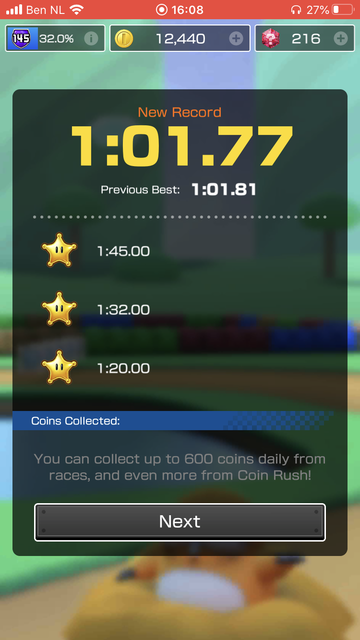 Ben NL 16:08 27%
145 32.0% i 12,440 + 216 +
New Record
1:01.77
Previous Best: 1:01.81
1:45.00
1:32.00
1:20.00
Coins Collected:
You can collect up to 600 coins daily from
races, and even more from Coin Rush!
Next